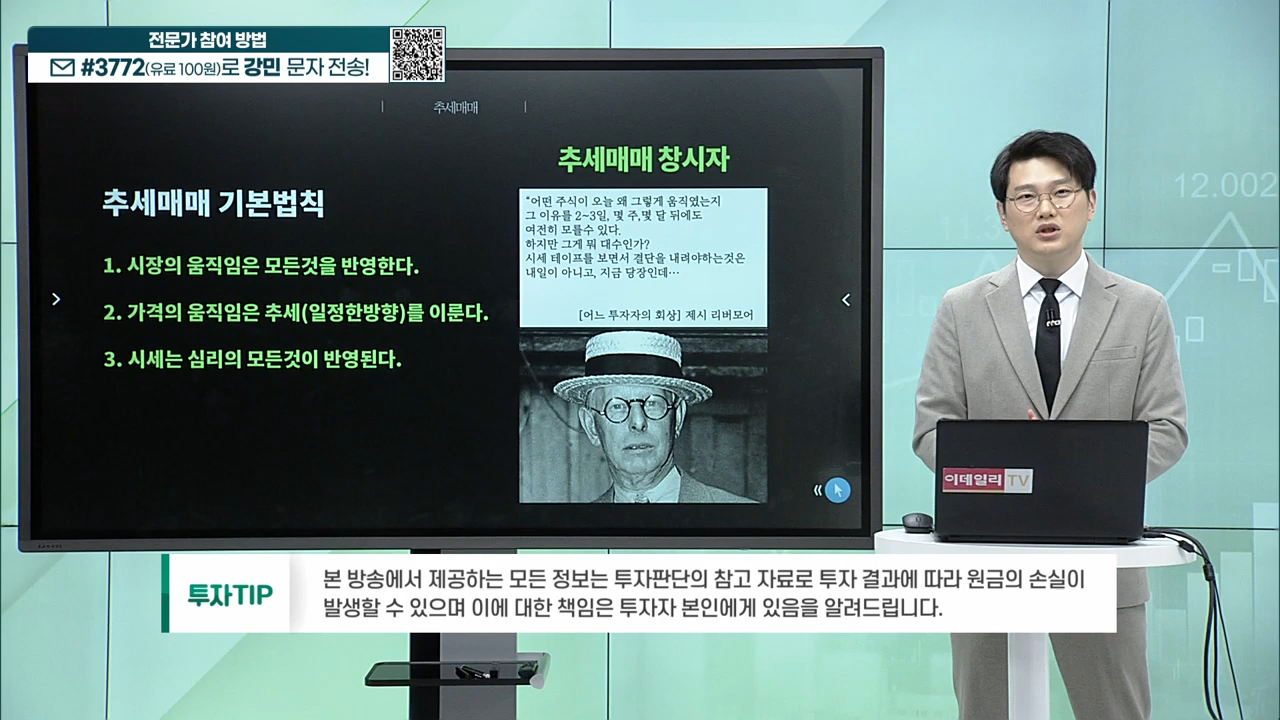 전문가 참여 방법
#3772(유료 100원)로 강민 문자 전송!
추세매매
추세매매 창시자
추세매매 기본법칙
1. 시장의 움직임은 모든것을 반영한다.
2. 가격의 움직임은 추세(일정한방향)를 이룬다.
3. 시세는 심리의 모든것이 반영된다.
“어떤 주식이 오늘 왜 그렇게 움직였는지
그 이유를 2~3일, 몇 주,몇 달 뒤에도
여전히 모를수 있다.
하지만 그게 뭐 대수인가?
시세 테이프를 보면서 결단을 내려야하는것은
내일이 아니고, 지금 당장인데…
[어느 투자자의 회상] 제시 리버모어
12.002
11.3
이데일리 TV
투자TIP
본 방송에서 제공하는 모든 정보는 투자판단의 참고 자료로 투자 결과에 따라 원금의 손실이
발생할 수 있으며 이에 대한 책임은 투자자 본인에게 있음을 알려드립니다.